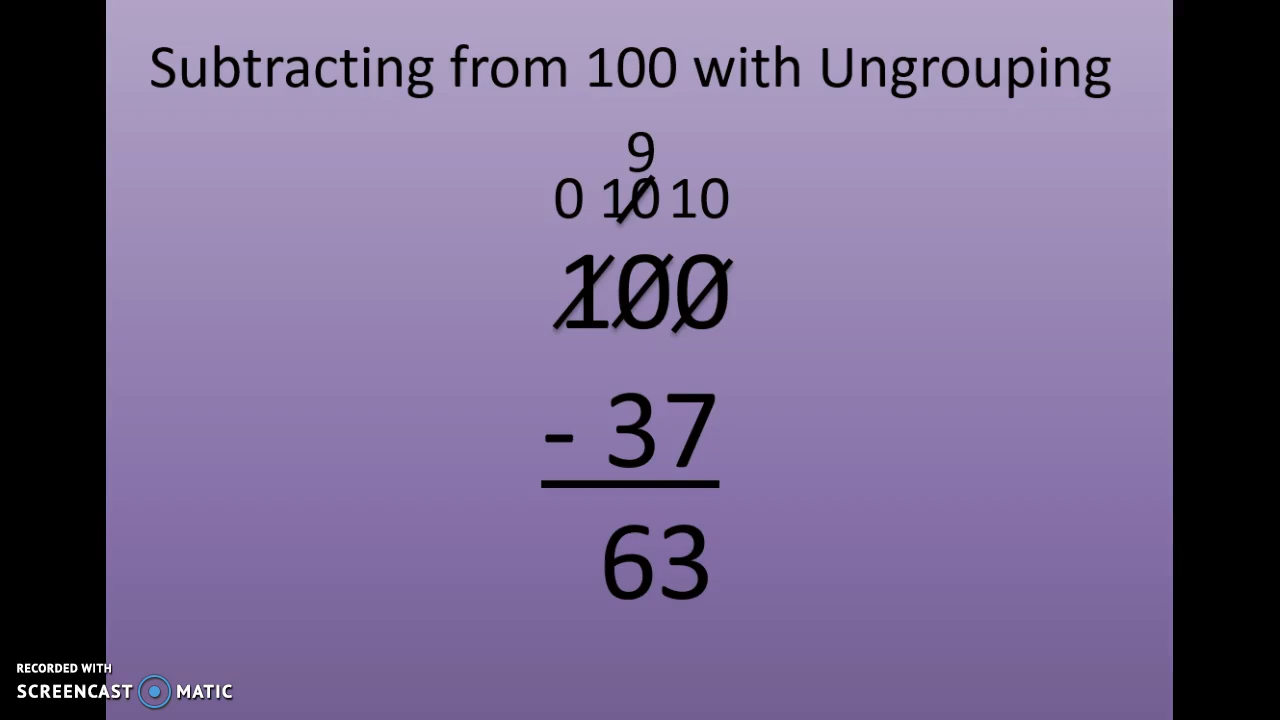 Subtracting from 100 with Ungrouping
9
0 10 10
100
- 37
63
RECORDED WITH
SCREENCAST MATIC